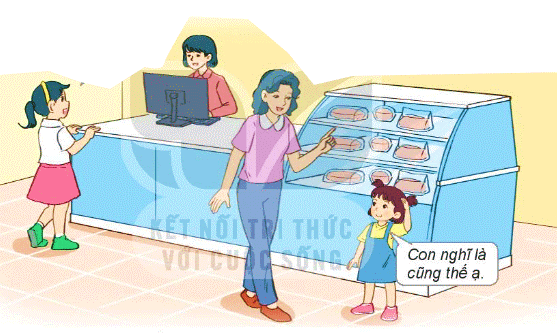 KẾT NỐI TRI THỨC
VỚI CUỘC SỐNG
Con nghĩ là
cũng thế ạ.